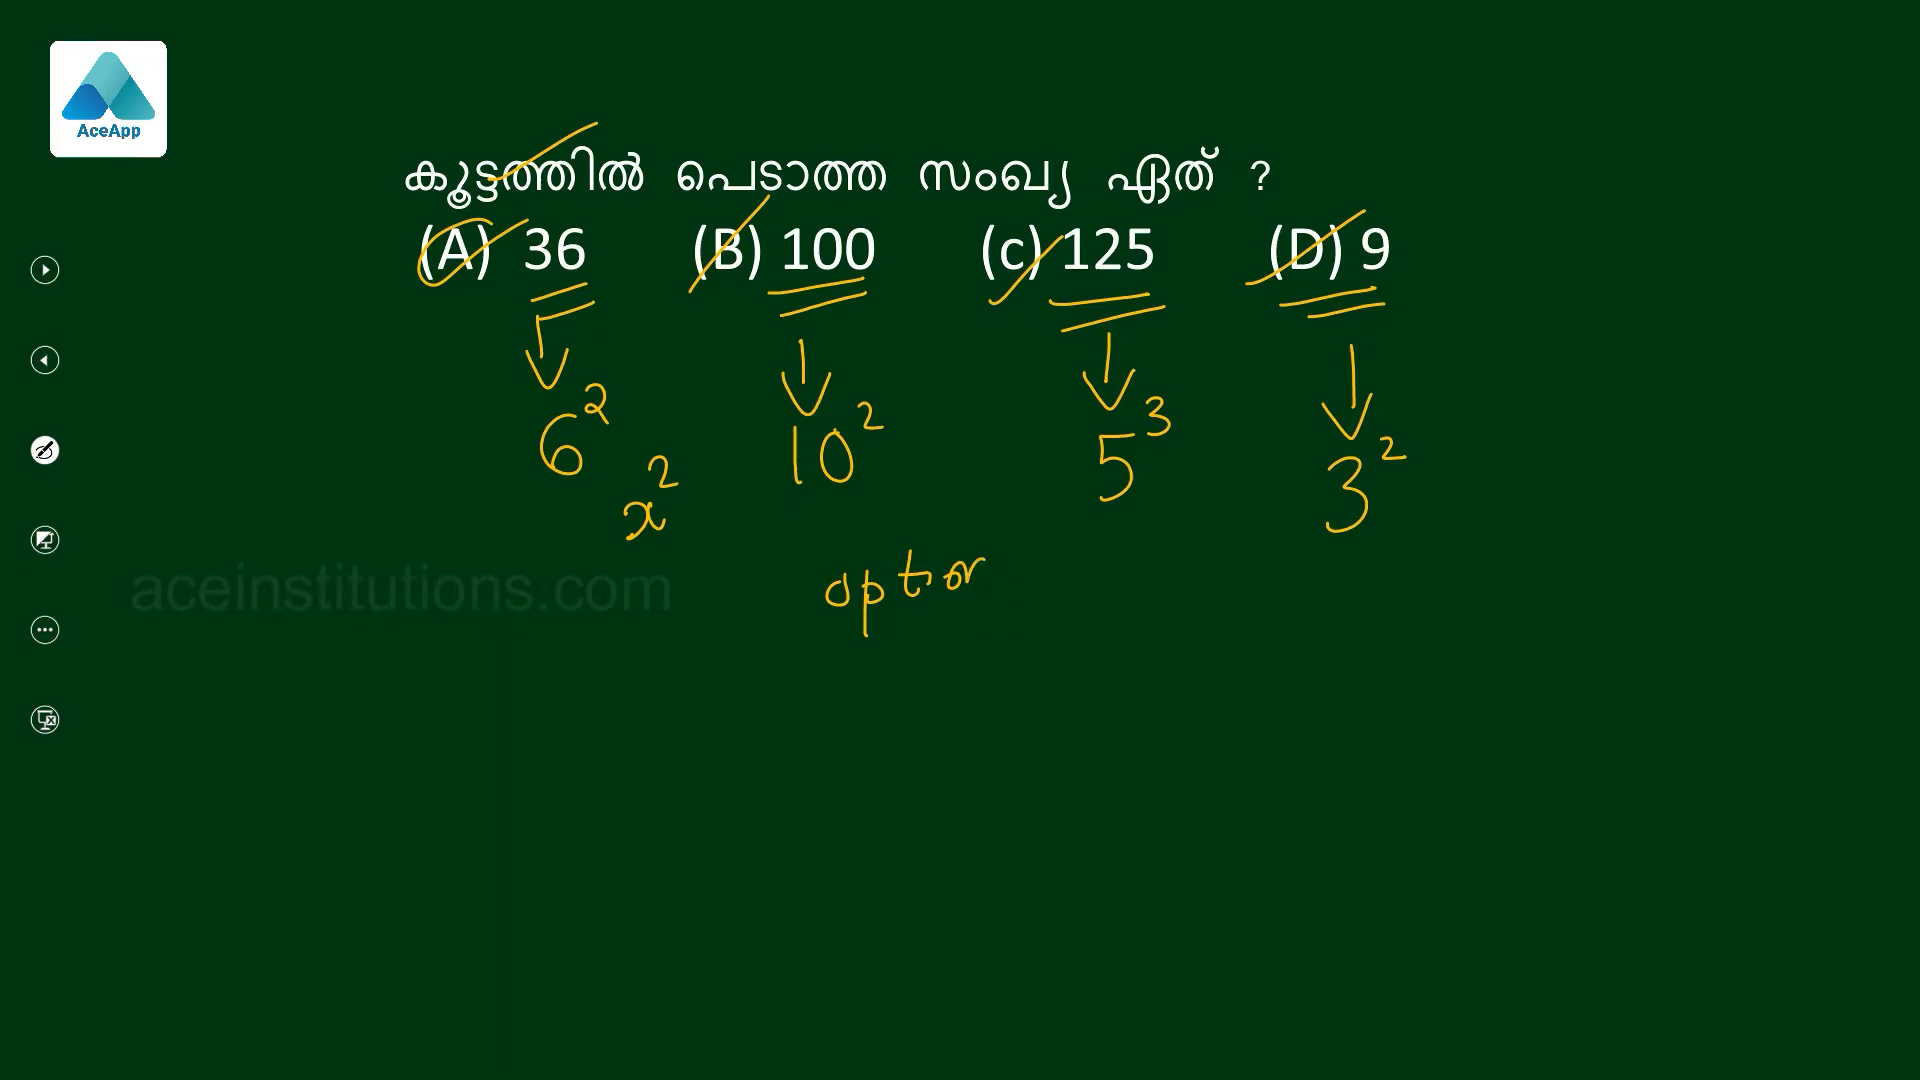 AceApp
കൂട്ടത്തിൽ പെടാത്ത സംഖ്യ ഏത് ?
(A) 36 (B) 100 (c) 125 (D) 9
6² 10² 5³ 3²
x²
option
aceinstitutions.com